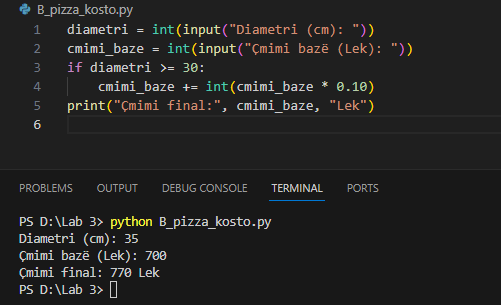 B_pizza_kosto.py
1 diametri = int(input("Diametri (cm): "))
2 cmimi_baze = int(input("Çmimi bazë (Lek): "))
3 if diametri >= 30:
4     cmimi_baze += int(cmimi_baze * 0.10)
5 print("Çmimi final:", cmimi_baze, "Lek")
6
PROBLEMS OUTPUT DEBUG CONSOLE TERMINAL PORTS
PS D:\Lab 3> python B_pizza_kosto.py
Diametri (cm): 35
Çmimi bazë (Lek): 700
Çmimi final: 770 Lek
PS D:\Lab 3>